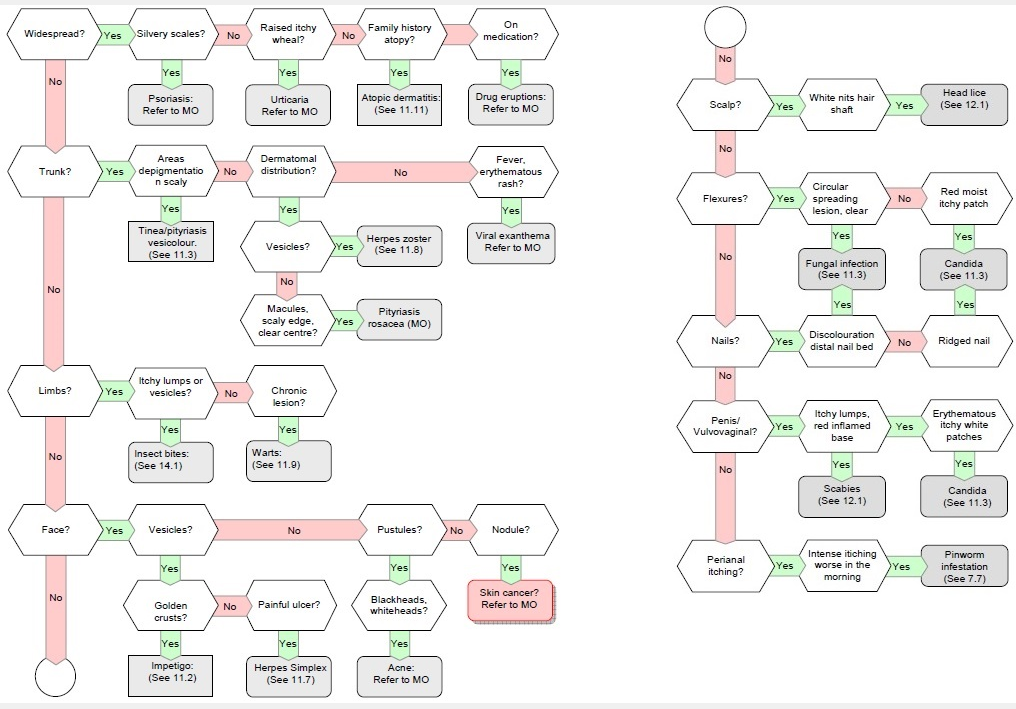 Widespread?
Yes
Silvery scales?
No
Raised itchy
wheal?
No
Family history
atopy?
On
medication?
No
Yes
Yes
Yes
Yes
Psoriasis:
Refer to MO
Urticaria
Refer to MO
Atopic dermatitis:
(See 11.11)
Drug eruptions:
Refer to MO
Trunk?
Yes
Areas
depigmentatio
n scaly
No
Dermatomal
distribution?
No
Fever,
erythematous
rash?
Yes
Yes
Yes
Tinea/pityriasis
vesicolour.
(See 11.3)
Vesicles?
Yes
Herpes zoster
(See 11.8)
Viral exanthema
Refer to MO
No
No
Macules,
scaly edge,
clear centre?
Yes
Pityriasis
rosacea (MO)
Limbs?
Yes
Itchy lumps or
vesicles?
No
Chronic
lesion?
Yes
Yes
No
Insect bites:
(See 14.1)
Warts:
(See 11.9)
Face?
Yes
Vesicles?
No
Pustules?
No
Nodule?
Yes
Yes
Yes
No
Golden
crusts?
No
Painful ulcer?
Blackheads,
whiteheads?
Skin cancer?
Refer to MO
Yes
Yes
Yes
Impetigo:
(See 11.2)
Herpes Simplex
(See 11.7)
Acne:
Refer to MO
No
Scalp?
Yes
White nits hair
shaft
Yes
Head lice
(See 12.1)
No
Flexures?
Yes
Circular
spreading
lesion, clear
No
Red moist
itchy patch
Yes
Yes
No
Fungal infection
(See 11.3)
Candida
(See 11.3)
Yes
Yes
Nails?
Yes
Discolouration
distal nail bed
No
Ridged nail
No
Penis/
Vulvovaginal?
Yes
Itchy lumps,
red inflamed
base
Yes
Erythematous
itchy white
patches
Yes
Yes
No
Scabies
(See 12.1)
Candida
(See 11.3)
Perianal
itching?
Yes
Intense itching
worse in the
morning
Yes
Pinworm
infestation
(See 7.7)